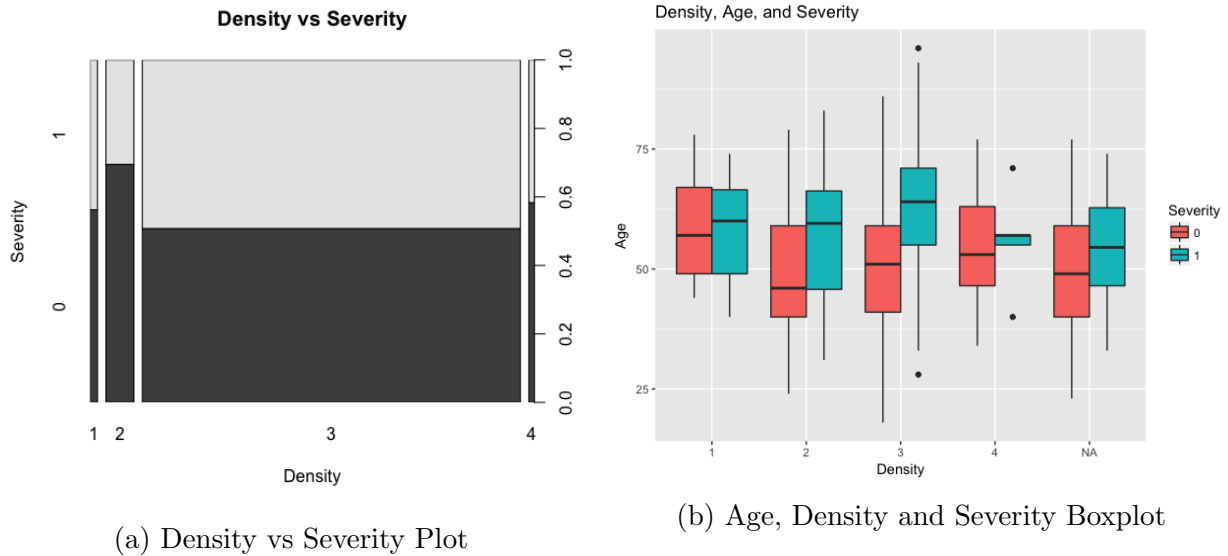 Density vs Severity
Severity
1
0
1.0
0.8
0.6
0.4
0.2
0.0
1 2 3 4
Density
(a) Density vs Severity Plot
Density, Age, and Severity
Age
75
50
25
1 2 3 4 NA
Density
Severity
0
1
(b) Age, Density and Severity Boxplot